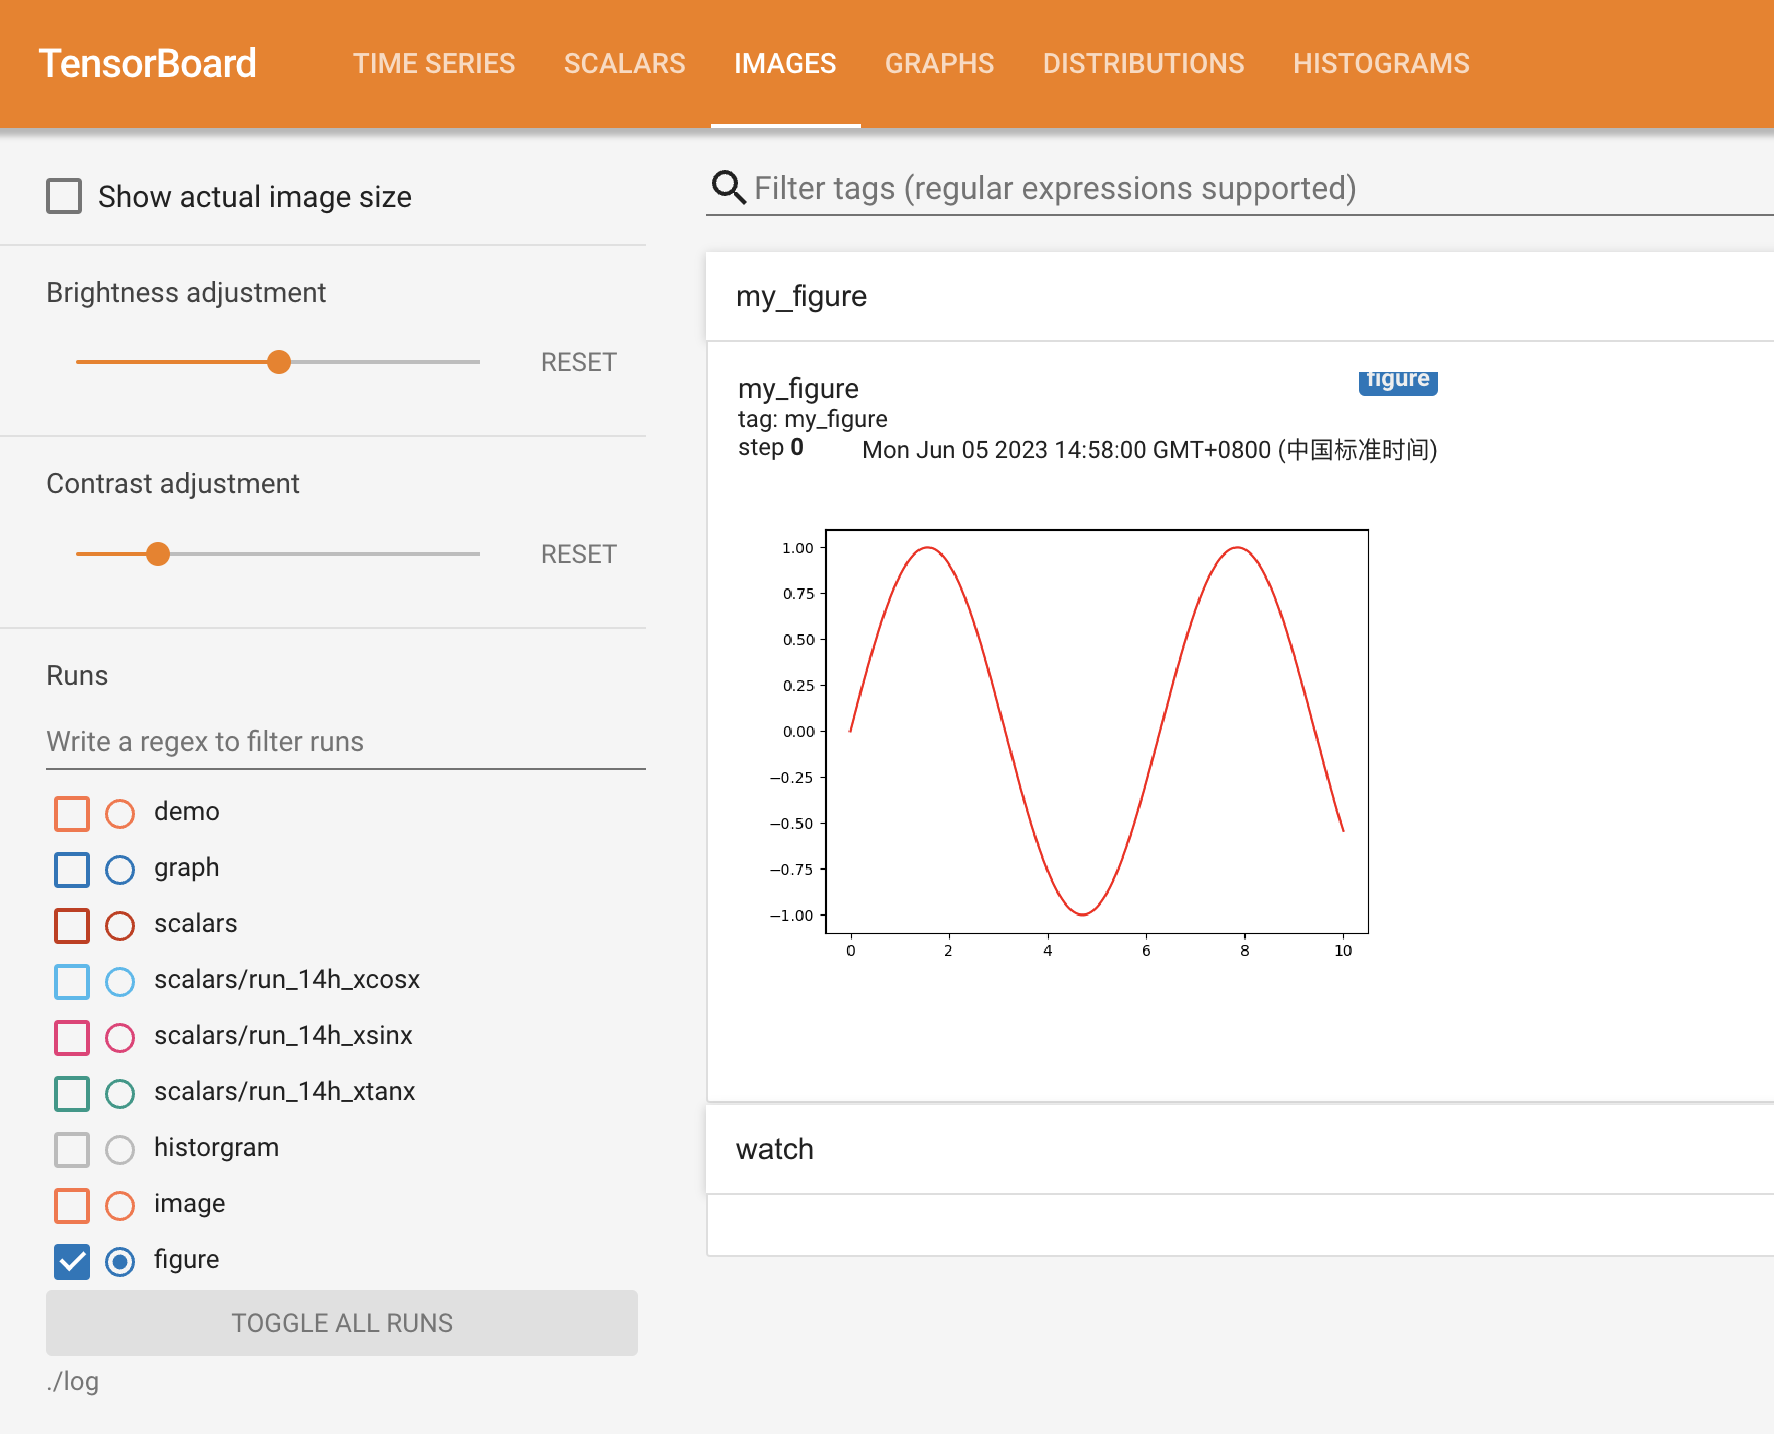 TensorBoard TIME SERIES SCALARS IMAGES GRAPHS DISTRIBUTIONS HISTOGRAMS
Show actual image size
Brightness adjustment
RESET
Contrast adjustment
RESET
Runs
Write a regex to filter runs
demo
graph
scalars
scalars/run_14h_xcosx
scalars/run_14h_xsinx
scalars/run_14h_xtanx
historgram
image
figure
TOGGLE ALL RUNS
./log
Filter tags (regular expressions supported)
my_figure
my_figure figure
tag: my_figure
step 0 Mon Jun 05 2023 14:58:00 GMT+0800 (中国标准时间)
1.00
0.75
0.50
0.25
0.00
−0.25
−0.50
−0.75
−1.00
0 2 4 6 8 10
watch